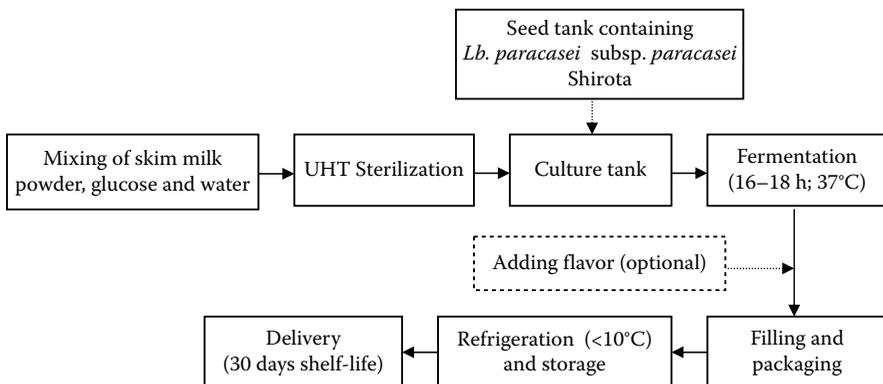 Seed tank containing
Lb. paracasei subsp. paracasei
Shirota
Mixing of skim milk
powder, glucose and water
UHT Sterilization
Culture tank
Fermentation
(16–18 h; 37°C)
Adding flavor (optional)
Delivery
(30 days shelf-life)
Refrigeration (<10°C)
and storage
Filling and
packaging